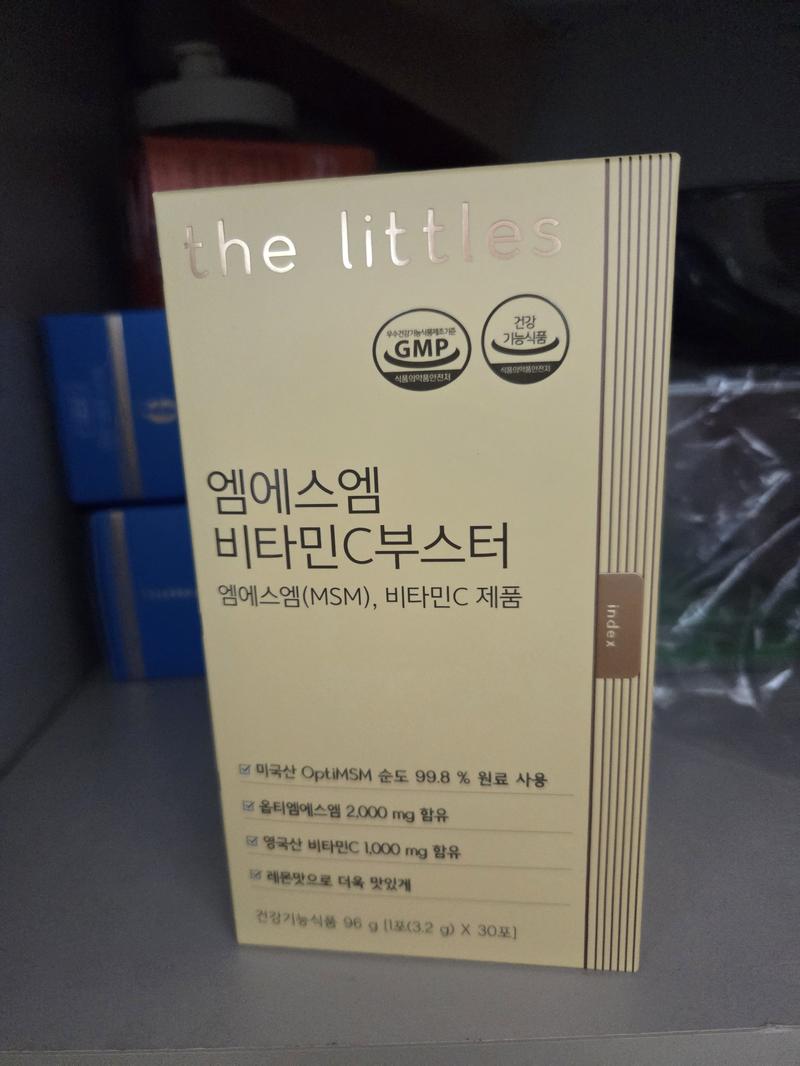 the littles
우수건강기능식품제조기준
GMP
식품의약품안전처
건강
기능식품
식품의약품안전처
엠에스엠
비타민C부스터
엠에스엠(MSM), 비타민C 제품
index
미국산 OptiMSM 순도 99.8 % 원료 사용
옵티엠에스엠 2,000 mg 함유
영국산 비타민C 1,000 mg 함유
레몬맛으로 더욱 맛있게
건강기능식품 96 g [1포(3.2 g) X 30포]